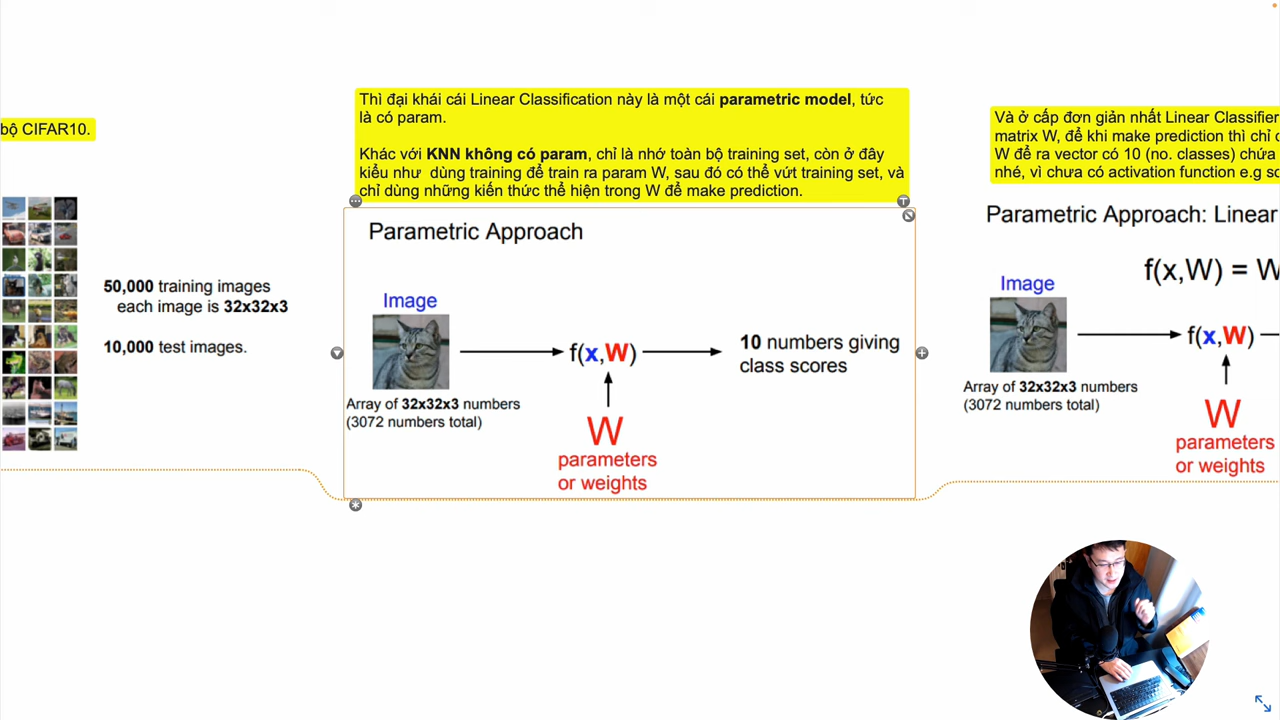 bộ CIFAR10.
50,000 training images
each image is 32x32x3
10,000 test images.
Thì đại khái cái Linear Classification này là một cái parametric model, tức
là có param.
Khác với KNN không có param, chỉ là nhớ toàn bộ training set, còn ở đây
kiểu như dùng training để train ra param W, sau đó có thể vứt training set, và
chỉ dùng những kiến thức thể hiện trong W để make prediction.
Parametric Approach
Image
f(x,W)
10 numbers giving
class scores
Array of 32x32x3 numbers
(3072 numbers total)
W
parameters
or weights
Và ở cấp đơn giản nhất Linear Classifier
matrix W, để khi make prediction thì chỉ
W để ra vector có 10 (no. classes) chứa
nhé, vì chưa có activation function e.g
Parametric Approach: Linear
f(x,W) = W
Image
f(x,W)
Array of 32x32x3 numbers
(3072 numbers total)
W
parameters
or weights